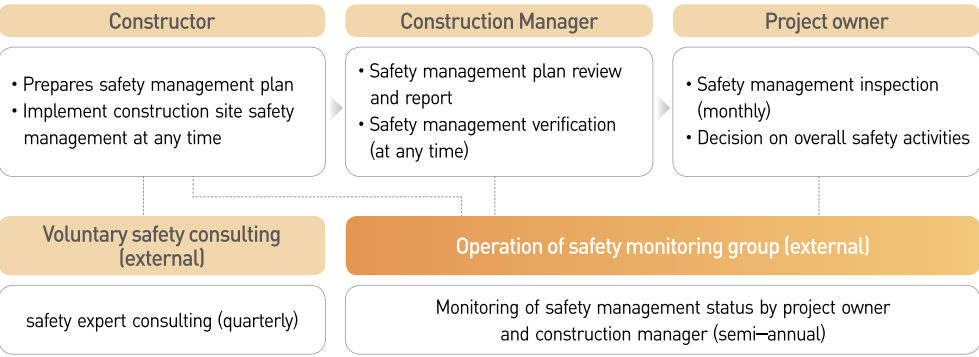 Constructor
• Prepares safety management plan
• Implement construction site safety
management at any time
Construction Manager
• Safety management plan review
and report
• Safety management verification
(at any time)
Project owner
• Safety management inspection
(monthly)
• Decision on overall safety activities
Voluntary safety consulting
(external)
safety expert consulting (quarterly)
Operation of safety monitoring group (external)
Monitoring of safety management status by project owner
and construction manager (semi–annual)